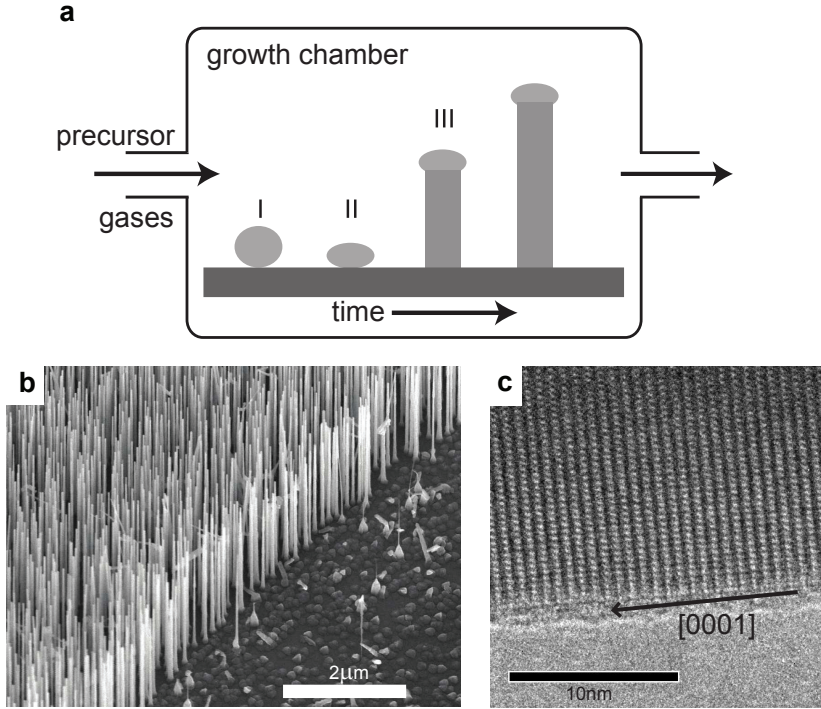 a
growth chamber
precursor
gases
I
II
III
time
b
2μm
c
[0001]
10nm